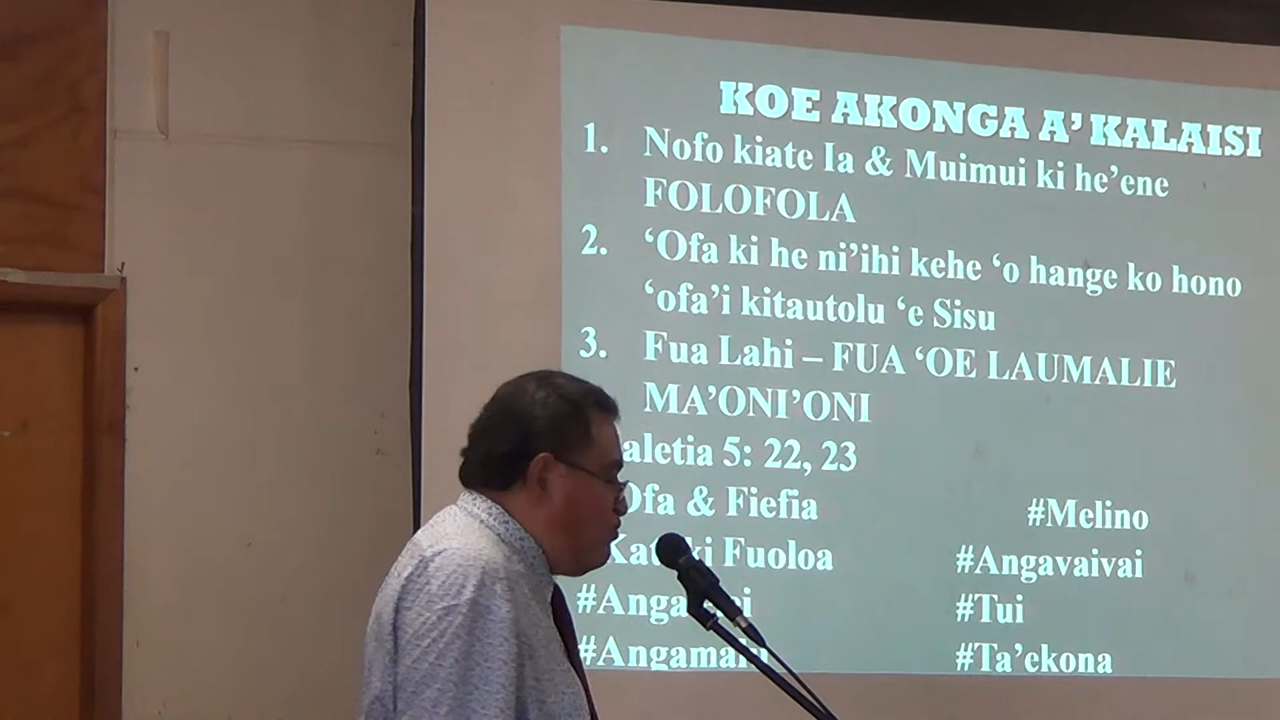 KOE AKONGA A’ KALAISI
1. Nofo kiate Ia & Muimui ki he’ene
FOLOFOLA
2. ‘Ofa ki he ni’ihi kehe ‘o hange ko hono
‘ofa’i kitautolu ‘e Sisu
3. Fua Lahi – FUA ‘OE LAUMALIE
MA’ONI’ONI
5: 22, 23
& Fiefia #Melino
Fuoloa #Angavaivai
#Tui
#Ta’ekona